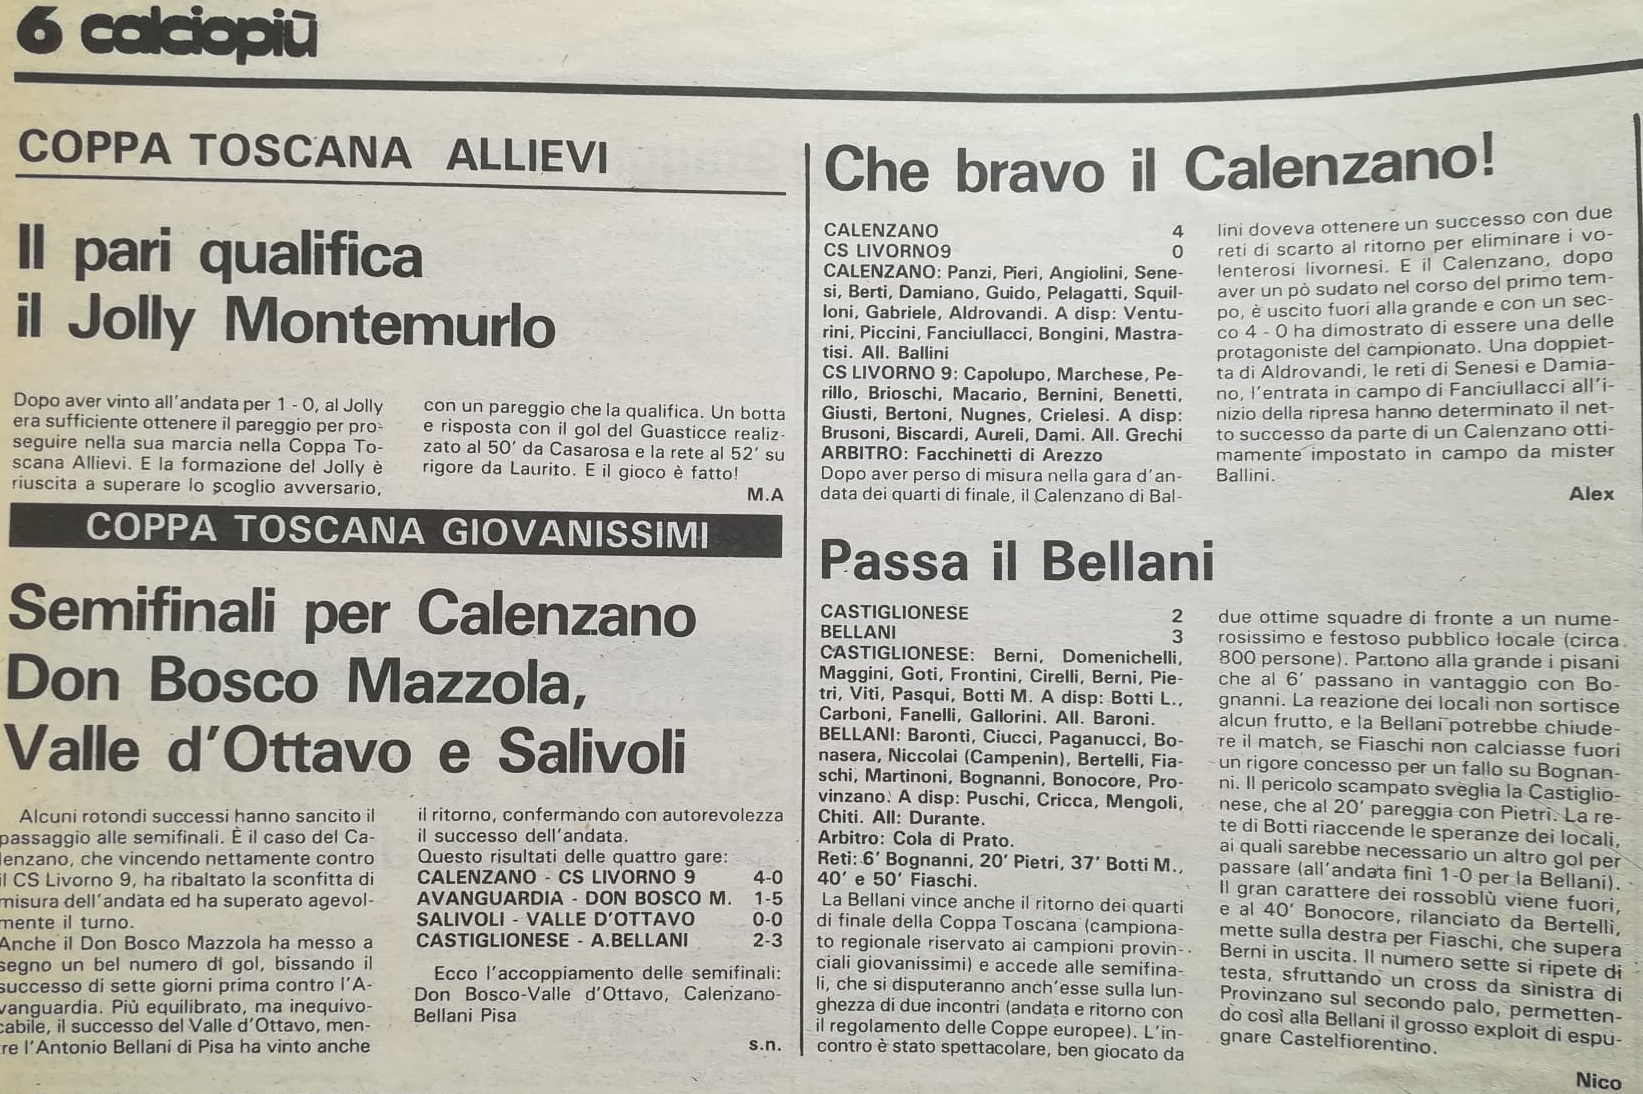 6 calciopiù
COPPA TOSCANA ALLIEVI
Il pari qualifica
il Jolly Montemurlo
Dopo aver vinto all'andata per 1 - 0, al Jolly
era sufficiente ottenere il pareggio per pro-
seguire nella sua marcia nella Coppa To-
scana Allievi. E la formazione del Jolly è
riuscita a superare lo scoglio avversario,
con un pareggio che la qualifica. Un botta
e risposta con il gol del Guasticce realiz-
zato al 50' da Casarosa e la rete al 52' su
rigore da Laurito. E il gioco è fatto!
M.A
COPPA TOSCANA GIOVANISSIMI
Semifinali per Calenzano
Don Bosco Mazzola,
Valle d'Ottavo e Salivoli
Alcuni rotondi successi hanno sancito il
passaggio alle semifinali. È il caso del Ca-
lenzano, che vincendo nettamente contro
il CS Livorno 9, ha ribaltato la sconfitta di
misura dell'andata ed ha superato agevol-
mente il turno.
Anche il Don Bosco Mazzola ha messo a
segno un bel numero di gol, bissando il
successo di sette giorni prima contro l'A-
vanguardia. Più equilibrato, ma inequivo-
cabile, il successo del Valle d'Ottavo, men-
tre l'Antonio Bellani di Pisa ha vinto anche
il ritorno, confermando con autorevolezza
il successo dell'andata.
Questo risultati delle quattro gare:
CALENZANO - CS LIVORNO 9 4-0
AVANGUARDIA - DON BOSCO M. 1-5
SALIVOLI - VALLE D'OTTAVO 0-0
CASTIGLIONESE - A.BELLANI 2-3
Ecco l'accoppiamento delle semifinali:
Don Bosco-Valle d'Ottavo, Calenzano-
Bellani Pisa
s.n.
Che bravo il Calenzano!
CALENZANO 4
CS LIVORNO9 0
CALENZANO: Panzi, Pieri, Angiolini, Sene-
si, Berti, Damiano, Guido, Pelagatti, Squil-
loni, Gabriele, Aldrovandi. A disp: Ventu-
rini, Piccini, Fanciullacci, Bongini, Mastra-
tisi. All. Ballini
CS LIVORNO 9: Capolupo, Marchese, Pe-
rillo, Brioschi, Macario, Bernini, Benetti,
Giusti, Bertoni, Nugnes, Crielesi. A disp:
Brusoni, Biscardi, Aureli, Dami. All. Grechi
ARBITRO: Facchinetti di Arezzo
Dopo aver perso di misura nella gara d'an-
data dei quarti di finale, il Calenzano di Bal-
lini doveva ottenere un successo con due
reti di scarto al ritorno per eliminare i vo-
lenterosi livornesi. E il Calenzano, dopo
aver un pò sudato nel corso del primo tem-
po, è uscito fuori alla grande e con un sec-
co 4 - 0 ha dimostrato di essere una delle
protagoniste del campionato. Una doppiet-
ta di Aldrovandi, le reti di Senesi e Damia-
no, l'entrata in campo di Fanciullacci all'i-
nizio della ripresa hanno determinato il net-
to successo da parte di un Calenzano otti-
mamente impostato in campo da mister
Ballini.
Alex
Passa il Bellani
CASTIGLIONESE 2
BELLANI 3
CASTIGLIONESE: Berni, Domenichelli,
Maggini, Goti, Frontini, Cirelli, Berni, Pie-
tri, Viti, Pasqui, Botti M. A disp: Botti L.,
Carboni, Fanelli, Gallorini. All. Baroni.
BELLANI: Baronti, Ciucci, Paganucci, Bo-
nasera, Niccolai (Campenin), Bertelli, Fia-
schi, Martinoni, Bognanni, Bonocore, Pro-
vinzano. A disp: Puschi, Cricca, Mengoli,
Chiti. All: Durante.
Arbitro: Cola di Prato.
Reti: 6' Bognanni, 20' Pietri, 37' Botti M.,
40' e 50' Fiaschi.
La Bellani vince anche il ritorno dei quarti
di finale della Coppa Toscana (campiona-
to regionale riservato ai campioni provin-
ciali giovanissimi) e accede alle semifina-
li, che si disputeranno anch'esse sulla lun-
ghezza di due incontri (andata e ritorno con
il regolamento delle Coppe europee). L'in-
contro è stato spettacolare, ben giocato da
due ottime squadre di fronte a un nume-
rosissimo e festoso pubblico locale (circa
800 persone). Partono alla grande i pisani
che al 6' passano in vantaggio con Bo-
gnanni. La reazione dei locali non sortisce
alcun frutto, e la Bellani potrebbe chiude-
re il match, se Fiaschi non calciasse fuori
un rigore concesso per un fallo su Bognan-
ni. Il pericolo scampato sveglia la Castiglio-
nese, che al 20' pareggia con Pietri. La re-
te di Botti riaccende le speranze dei locali,
ai quali sarebbe necessario un altro gol per
passare (all'andata finì 1-0 per la Bellani).
Il gran carattere dei rossoblù viene fuori,
e al 40' Bonocore, rilanciato da Bertelli,
mette sulla destra per Fiaschi, che supera
Berni in uscita. Il numero sette si ripete di
testa, sfruttando un cross da sinistra di
Provinzano sul secondo palo, permetten-
do così alla Bellani il grosso exploit di espu-
gnare Castelfiorentino.
Nico